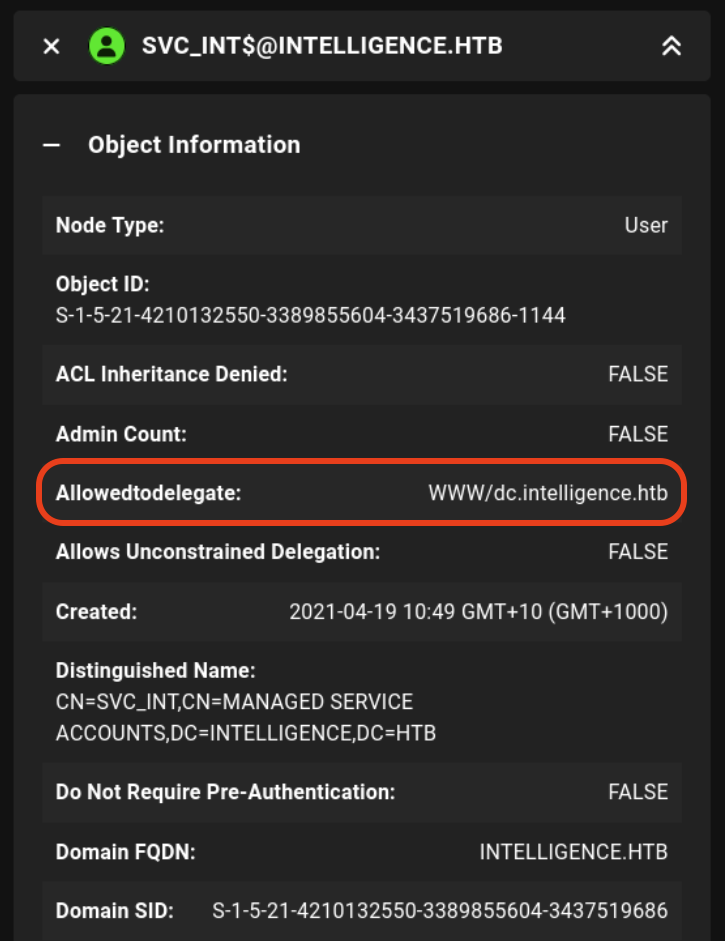 SVC_INT$@INTELLIGENCE.HTB
Object Information
Node Type: User
Object ID:
S-1-5-21-4210132550-3389855604-3437519686-1144
ACL Inheritance Denied: FALSE
Admin Count: FALSE
Allowedtodelegate: WWW/dc.intelligence.htb
Allows Unconstrained Delegation: FALSE
Created: 2021-04-19 10:49 GMT+10 (GMT+1000)
Distinguished Name:
CN=SVC_INT,CN=MANAGED SERVICE
ACCOUNTS,DC=INTELLIGENCE,DC=HTB
Do Not Require Pre-Authentication: FALSE
Domain FQDN: INTELLIGENCE.HTB
Domain SID: S-1-5-21-4210132550-3389855604-3437519686